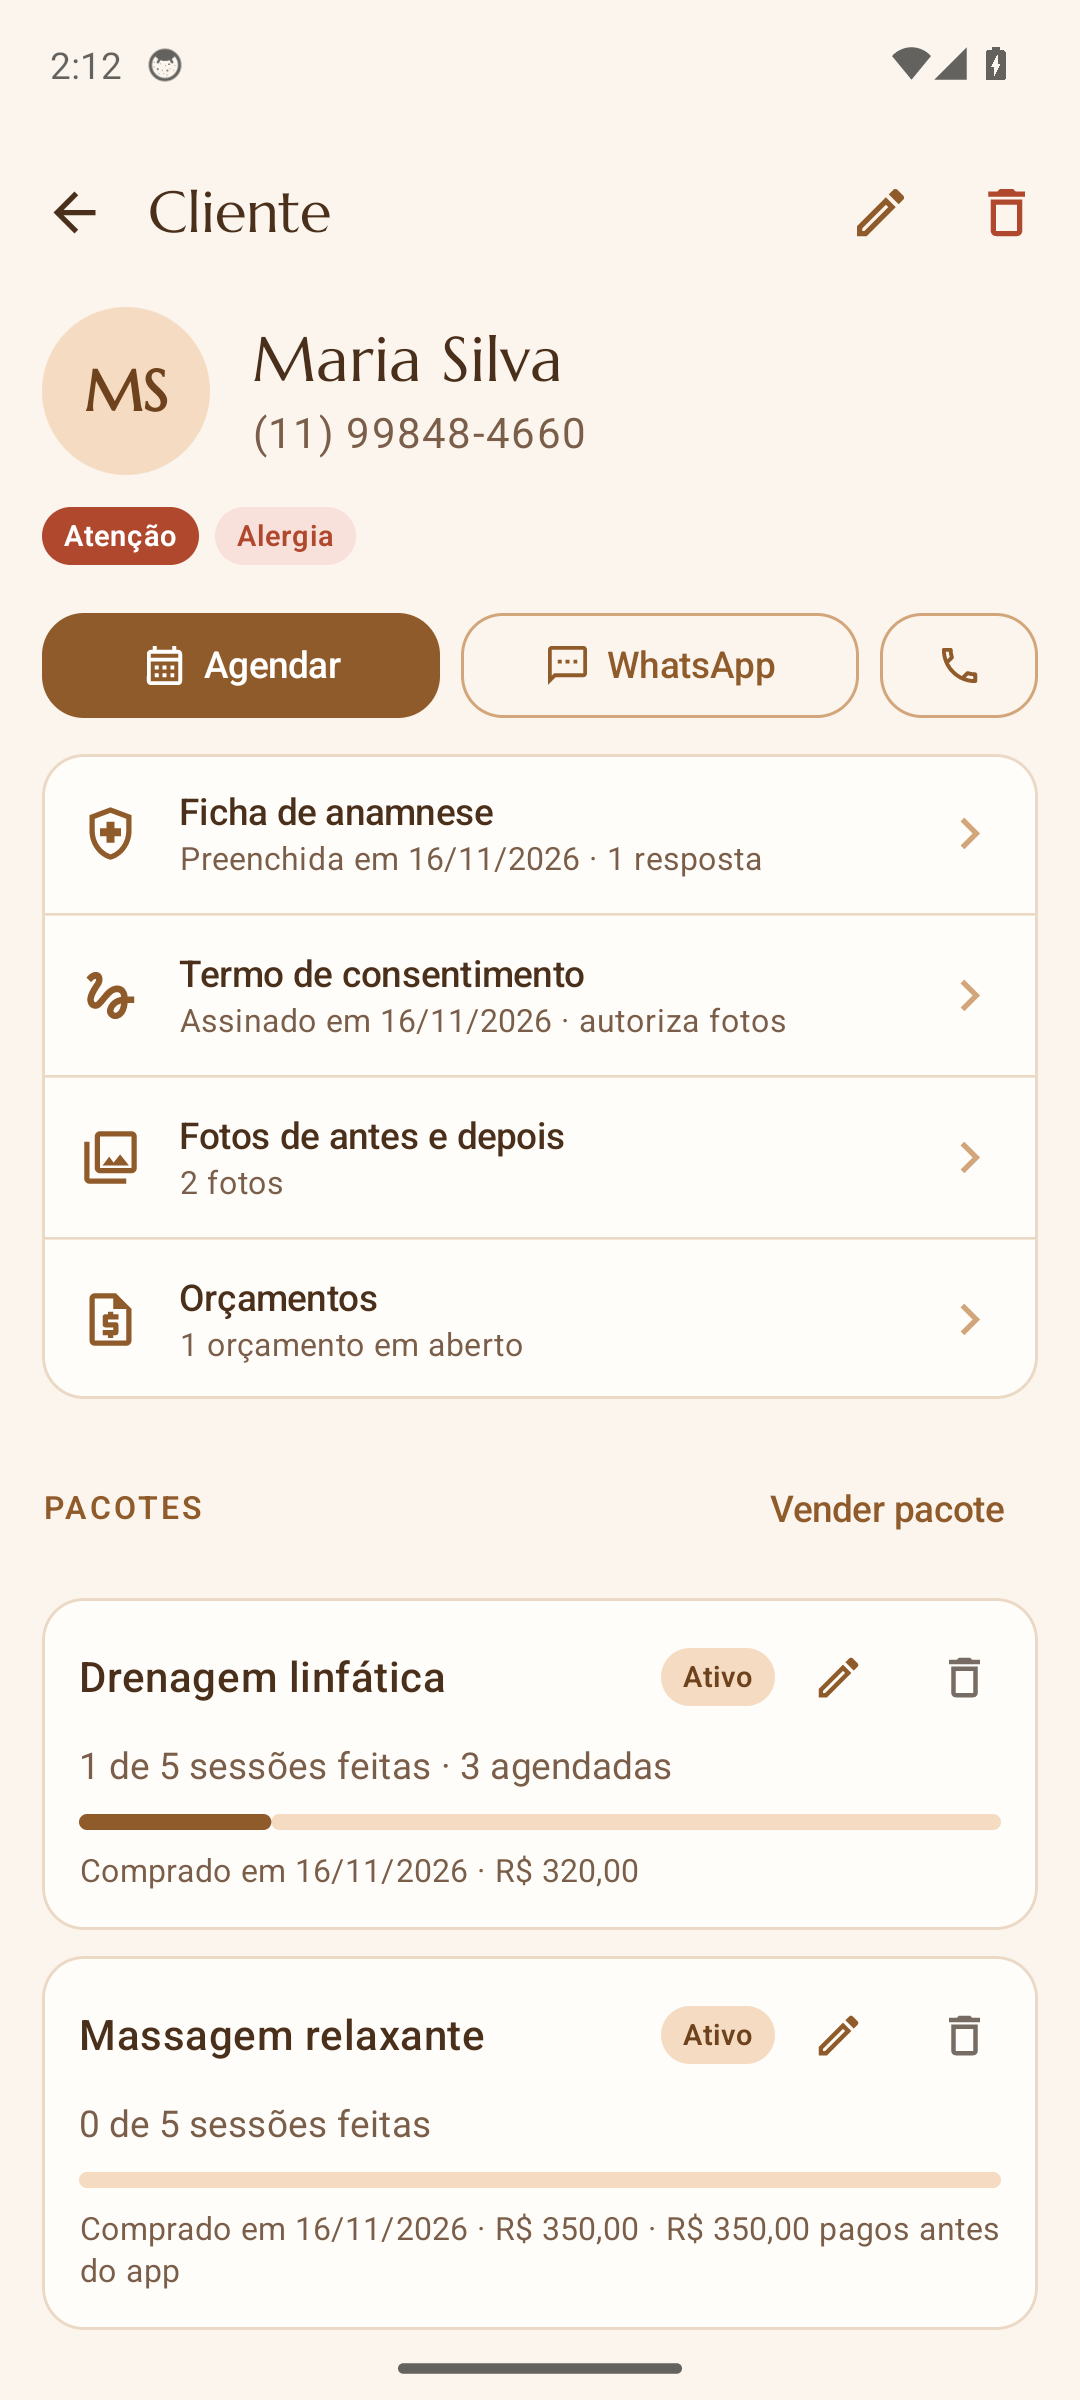 2:12
Cliente
MS
Maria Silva
(11) 99848-4660
Atenção
Alergia
Agendar
WhatsApp
Ficha de anamnese
Preenchida em 16/11/2026 · 1 resposta
Termo de consentimento
Assinado em 16/11/2026 · autoriza fotos
Fotos de antes e depois
2 fotos
Orçamentos
1 orçamento em aberto
PACOTES
Vender pacote
Drenagem linfática
Ativo
1 de 5 sessões feitas · 3 agendadas
Comprado em 16/11/2026 · R$ 320,00
Massagem relaxante
Ativo
0 de 5 sessões feitas
Comprado em 16/11/2026 · R$ 350,00 · R$ 350,00 pagos antes
do app